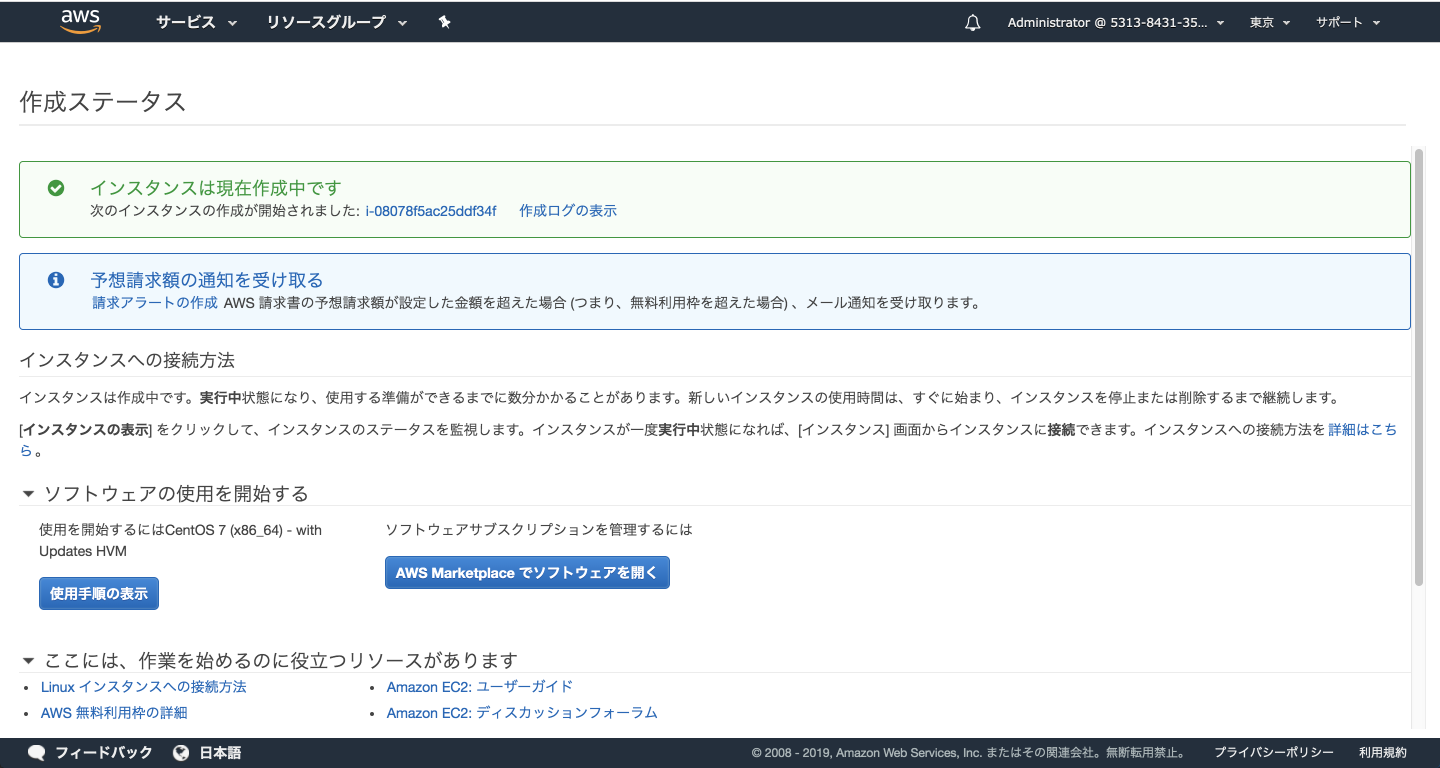 aws サービス リソースグループ Administrator @ 5313-8431-35... 東京 サポート
作成ステータス
インスタンスは現在作成中です
次のインスタンスの作成が開始されました: i-08078f5ac25ddf34f 作成ログの表示
予想請求額の通知を受け取る
請求アラートの作成 AWS 請求書の予想請求額が設定した金額を超えた場合 (つまり、無料利用枠を超えた場合) 、メール通知を受け取ります。
インスタンスへの接続方法
インスタンスは作成中です。実行中状態になり、使用する準備ができるまでに数分かかることがあります。新しいインスタンスの使用時間は、すぐに始まり、インスタンスを停止または削除するまで継続します。
[インスタンスの表示] をクリックして、インスタンスのステータスを監視します。インスタンスが一度実行中状態になれば、[インスタンス] 画面からインスタンスに接続できます。インスタンスへの接続方法を 詳細はこち
ら 。
ソフトウェアの使用を開始する
使用を開始するにはCentOS 7 (x86_64) - with
Updates HVM
使用手順の表示
ソフトウェアサブスクリプションを管理するには
AWS Marketplace でソフトウェアを開く
ここには、作業を始めるのに役立つリソースがあります
• Linux インスタンスへの接続方法
• AWS 無料利用枠の詳細
• Amazon EC2: ユーザーガイド
• Amazon EC2: ディスカッションフォーラム
フィードバック 日本語 © 2008 - 2019, Amazon Web Services, Inc. またはその関連会社。無断転用禁止。 プライバシーポリシー 利用規約